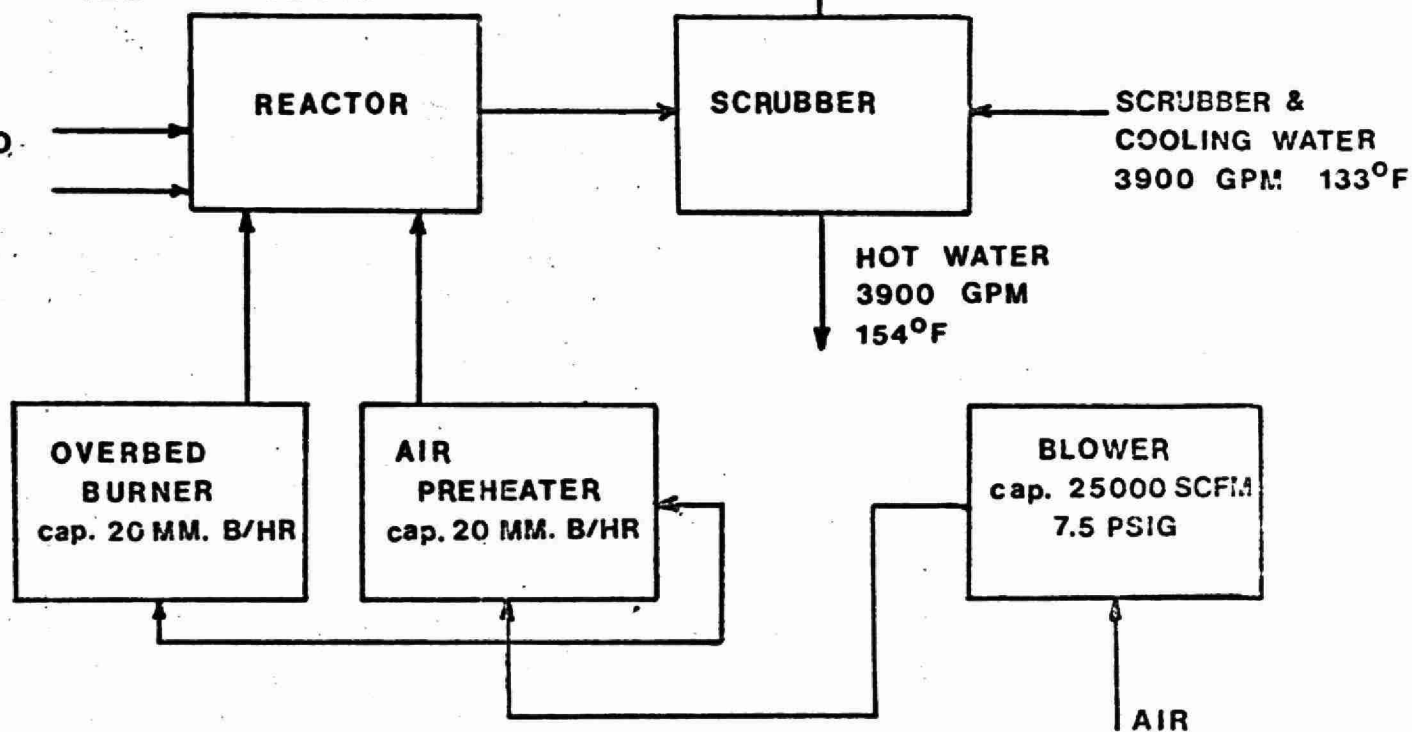 REACTOR
SCRUBBER
SCRUBBER &
COOLING WATER
3900 GPM 133°F
HOT WATER
3900 GPM
154°F
OVERBED
BURNER
cap. 20 MM. B/HR
AIR
PREHEATER
cap. 20 MM. B/HR
BLOWER
cap. 25000 SCFM
7.5 PSIG
AIR